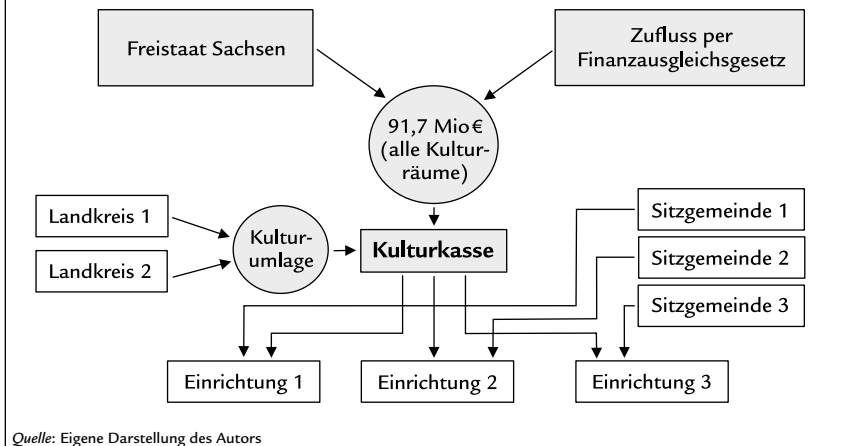 Freistaat Sachsen
Zufluss per
Finanzausgleichsgesetz
91,7 Mio €
(alle Kultur-
räume)
Landkreis 1
Landkreis 2
Kultur-
umlage
Kulturkasse
Sitzgemeinde 1
Sitzgemeinde 2
Sitzgemeinde 3
Einrichtung 1
Einrichtung 2
Einrichtung 3
Quelle: Eigene Darstellung des Autors